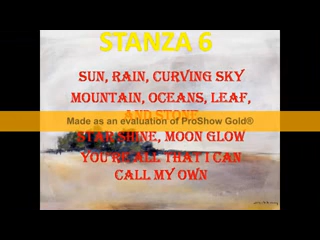 STANZA 6
SUN, RAIN, CURVING SKY
MOUNTAIN, OCEANS, LEAF,
AND STONE
Made as an evaluation of ProShow Gold®
STAR SHINE, MOON GLOW
YOU'RE ALL THAT I CAN
CALL MY OWN